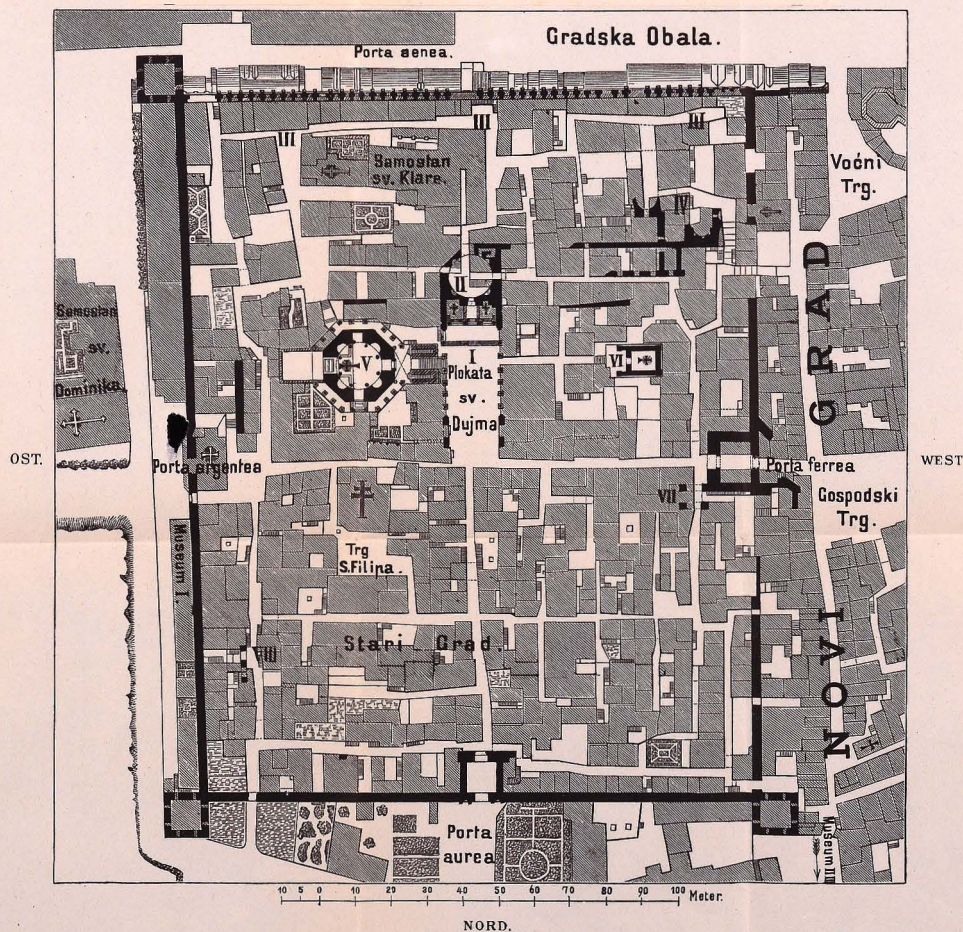 Gradska Obala.
Porta aenea.
III
III
III
Samostan
sv. Klare.
Voćni
Trg.
IV
II
Samostan
sv.
Dominika
V
I
Plokata
sv.
Dujma
VI
NOVI GRAD
OST.
WEST
Porta argentea
Porta ferrea
VII
Gospodski
Trg.
Museum I.
Trg
S.Filipa.
Stari Grad.
VIII
Porta
aurea
Museum II
10 5 0 10 20 30 40 50 60 70 80 90 100 Meter.
NORD.